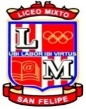 LICEO MIXTO
L M
UBI LABOR IBI VIRTUS
SAN FELIPE